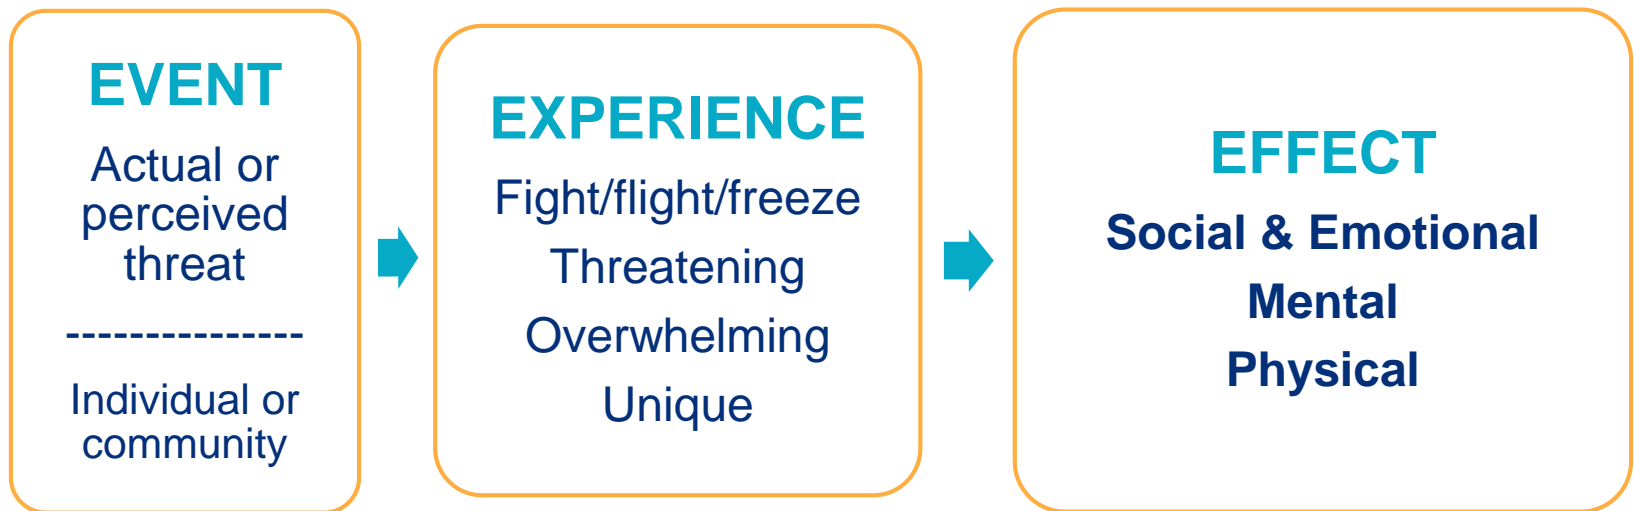 EVENT
Actual or
perceived
threat
---------------
Individual or
community
EXPERIENCE
Fight/flight/freeze
Threatening
Overwhelming
Unique
EFFECT
Social & Emotional
Mental
Physical